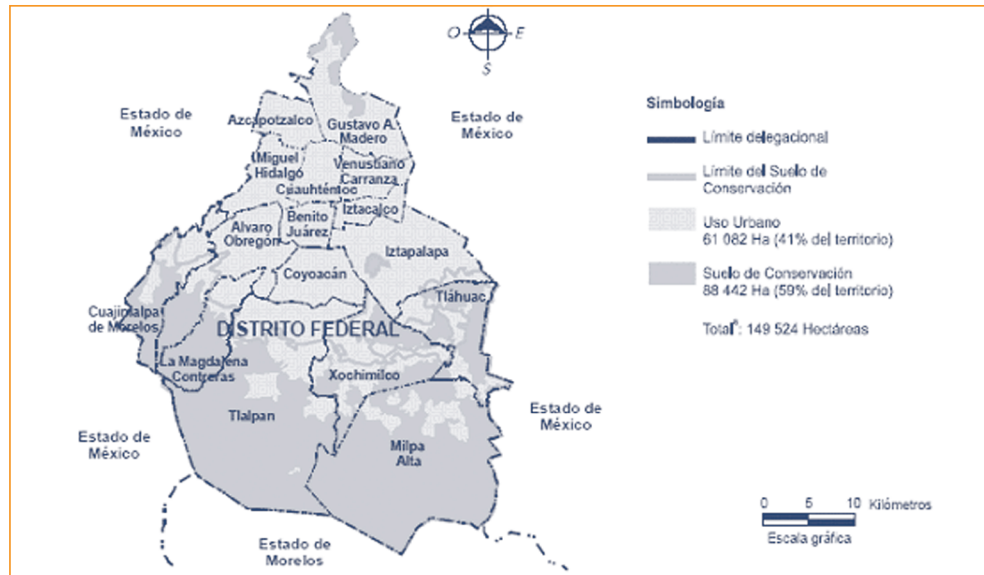 O
E
S
Estado de
México
Estado de
México
Azcapotzalco
Gustavo A.
Madero
Miguel
Hidalgo
Venustiano
Carranza
Cuauhtémoc
Iztacalco
Benito
Juárez
Alvaro
Obregón
Iztapalapa
Coyoacán
Tláhuac
Cuajimalpa
de Morelos
DISTRITO FEDERAL
La Magdalena
Contreras
Xochimilco
Tlalpan
Milpa
Alta
Estado de
México
Estado de
México
Estado de
Morelos
Simbología
Límite delegacional
Límite del Suelo de
Conservación
Uso Urbano
61 082 Ha (41% del territorio)
Suelo de Conservación
88 442 Ha (59% del territorio)
Total*: 149 524 Hectáreas
0 5 10 Kilómetros
Escala gráfica